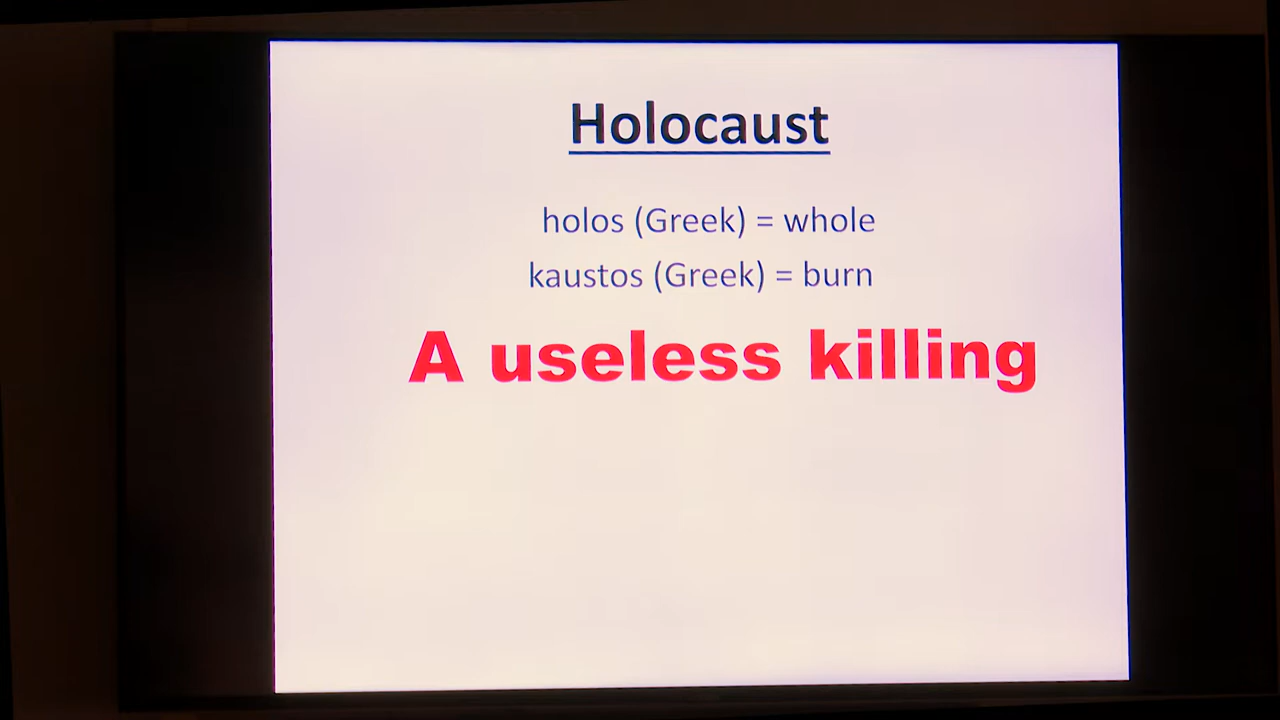 Holocaust
holos (Greek) = whole
kaustos (Greek) = burn
A useless killing